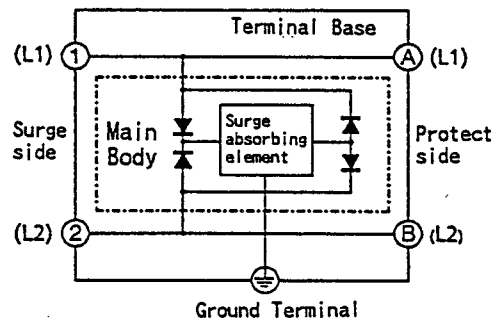 Terminal Base
(L1) 1 A (L1)
Surge side
Main Body
Surge absorbing element
Protect side
(L2) 2 B (L2)
Ground Terminal